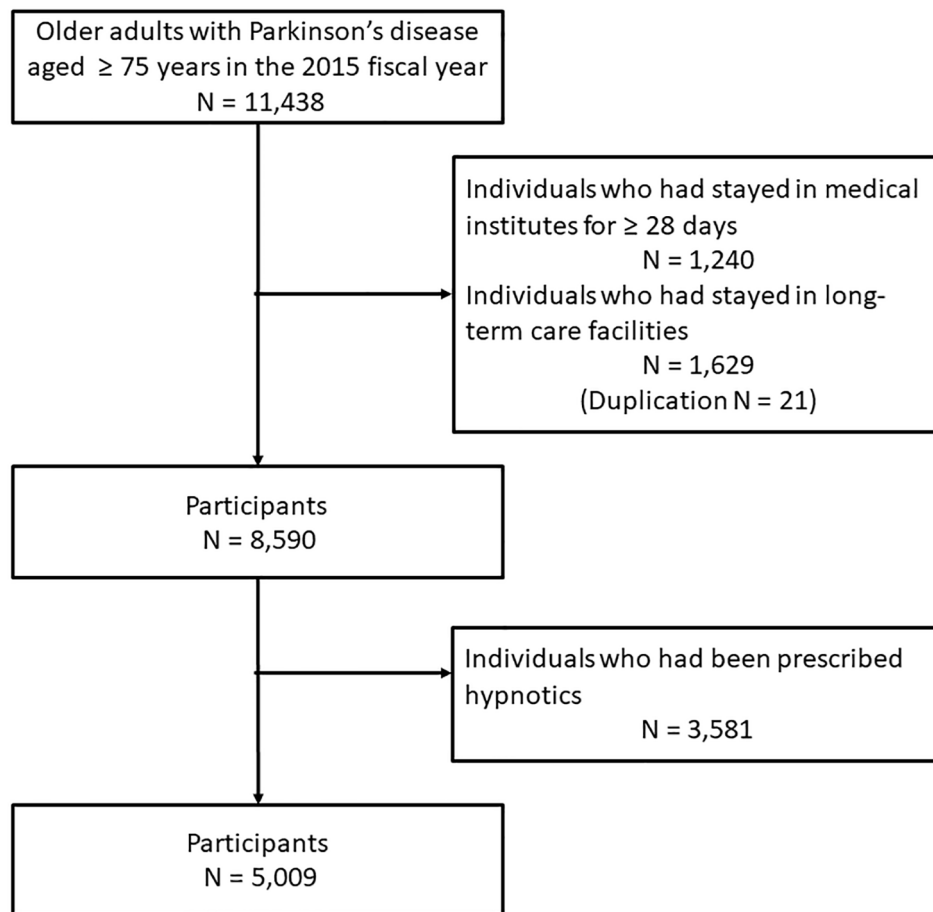 Older adults with Parkinson’s disease
aged ≥ 75 years in the 2015 fiscal year
N = 11,438
Individuals who had stayed in medical
institutes for ≥ 28 days
N = 1,240
Individuals who had stayed in long-
term care facilities
N = 1,629
(Duplication N = 21)
Participants
N = 8,590
Individuals who had been prescribed
hypnotics
N = 3,581
Participants
N = 5,009